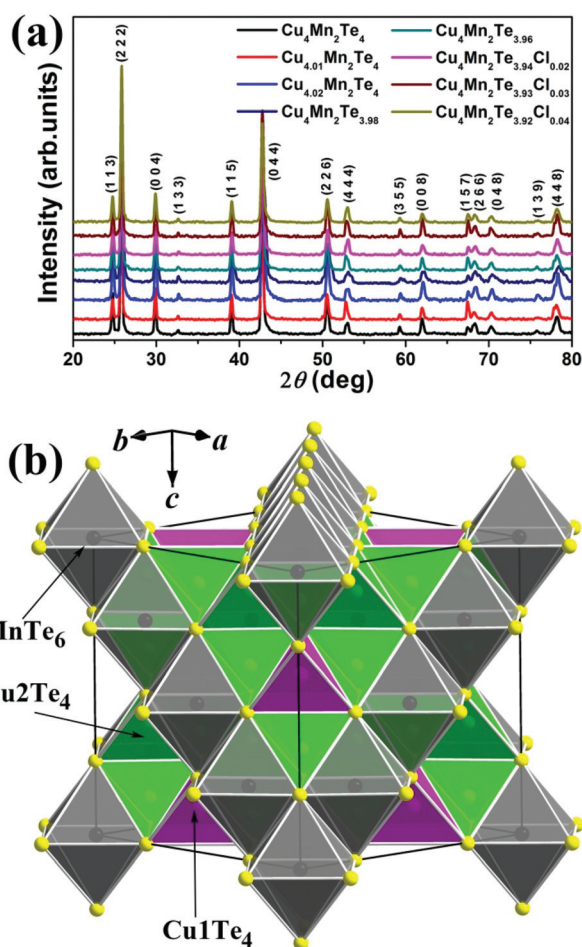 (a)
Intensity (arb.units)
Cu₄Mn₂Te₄
Cu₄.₀₁Mn₂Te₄
Cu₄.₀₂Mn₂Te₄
Cu₄Mn₂Te₃.₉₈
Cu₄Mn₂Te₃.₉₆
Cu₄Mn₂Te₃.₉₄Cl₀.₀₂
Cu₄Mn₂Te₃.₉₃Cl₀.₀₃
Cu₄Mn₂Te₃.₉₂Cl₀.₀₄
(1 1 3)
(2 2 2)
(0 0 4)
(1 3 3)
(1 1 5)
(0 4 4)
(2 2 6)
(4 4 4)
(3 5 5)
(0 0 8)
(1 5 7)
(2 6 6)
(0 4 8)
(1 3 9)
(4 4 8)
20 30 40 50 60 70 80
2θ (deg)
(b)
b a
c
InTe₆
u2Te₄
Cu1Te₄